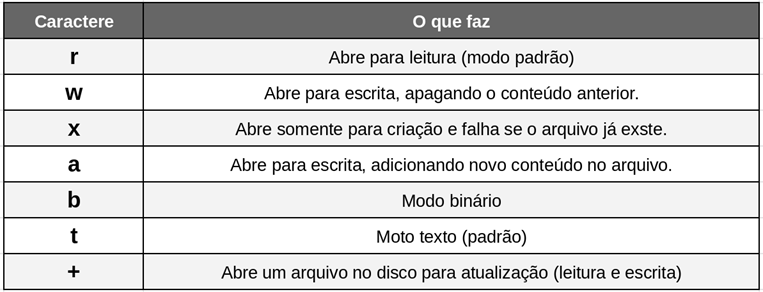 Caractere O que faz
r Abre para leitura (modo padrão)
w Abre para escrita, apagando o conteúdo anterior.
x Abre somente para criação e falha se o arquivo já exste.
a Abre para escrita, adicionando novo conteúdo no arquivo.
b Modo binário
t Moto texto (padrão)
+ Abre um arquivo no disco para atualização (leitura e escrita)